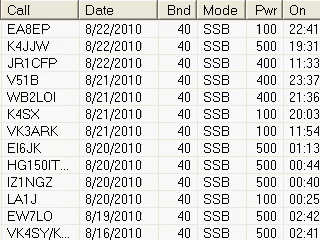 Call Date Bnd Mode Pwr On
EA8EP 8/22/2010 40 SSB 100 22:41
K4JJW 8/22/2010 40 SSB 500 19:31
JR1CFP 8/22/2010 40 SSB 400 11:33
V51B 8/21/2010 40 SSB 400 23:37
WB2LOI 8/21/2010 40 SSB 400 21:36
K4SX 8/21/2010 40 SSB 100 20:03
VK3ARK 8/21/2010 40 SSB 100 11:54
EI6JK 8/20/2010 40 SSB 500 01:13
HG150IT... 8/20/2010 40 SSB 500 00:44
IZ1NGZ 8/20/2010 40 SSB 500 00:40
LA1J 8/20/2010 40 SSB 100 00:25
EW7LO 8/19/2010 40 SSB 500 02:42
VK4SY/K... 8/16/2010 40 SSB 500 02:41